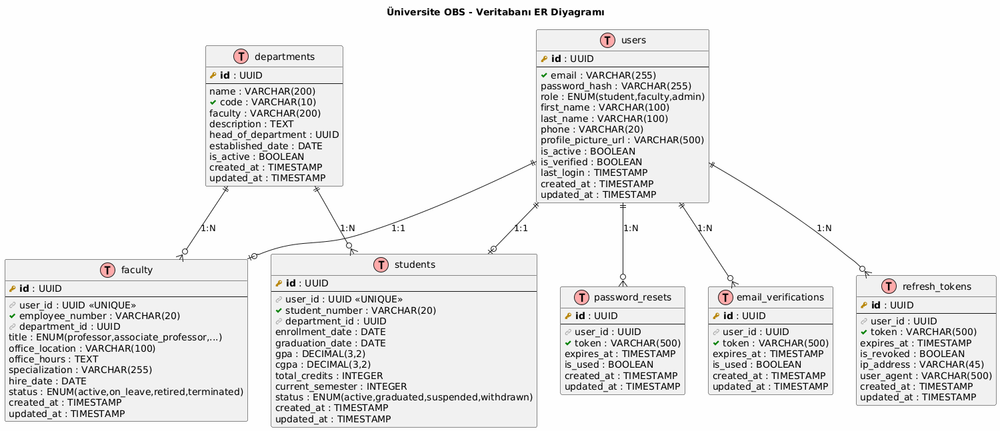 Üniversite OBS - Veritabanı ER Diyagramı
T departments
id : UUID
name : VARCHAR(200)
code : VARCHAR(10)
faculty : VARCHAR(200)
description : TEXT
head_of_department : UUID
established_date : DATE
is_active : BOOLEAN
created_at : TIMESTAMP
updated_at : TIMESTAMP
T users
id : UUID
email : VARCHAR(255)
password_hash : VARCHAR(255)
role : ENUM(student,faculty,admin)
first_name : VARCHAR(100)
last_name : VARCHAR(100)
phone : VARCHAR(20)
profile_picture_url : VARCHAR(500)
is_active : BOOLEAN
is_verified : BOOLEAN
last_login : TIMESTAMP
created_at : TIMESTAMP
updated_at : TIMESTAMP
1:N
1:N
1:1
1:1
1:N
1:N
1:N
T faculty
id : UUID
user_id : UUID «UNIQUE»
employee_number : VARCHAR(20)
department_id : UUID
title : ENUM(professor,associate_professor,...)
office_location : VARCHAR(100)
office_hours : TEXT
specialization : VARCHAR(255)
hire_date : DATE
status : ENUM(active,on_leave,retired,terminated)
created_at : TIMESTAMP
updated_at : TIMESTAMP
T students
id : UUID
user_id : UUID «UNIQUE»
student_number : VARCHAR(20)
department_id : UUID
enrollment_date : DATE
graduation_date : DATE
gpa : DECIMAL(3,2)
cgpa : DECIMAL(3,2)
total_credits : INTEGER
current_semester : INTEGER
status : ENUM(active,graduated,suspended,withdrawn)
created_at : TIMESTAMP
updated_at : TIMESTAMP
T password_resets
id : UUID
user_id : UUID
token : VARCHAR(500)
expires_at : TIMESTAMP
is_used : BOOLEAN
created_at : TIMESTAMP
updated_at : TIMESTAMP
T email_verifications
id : UUID
user_id : UUID
token : VARCHAR(500)
expires_at : TIMESTAMP
is_used : BOOLEAN
created_at : TIMESTAMP
updated_at : TIMESTAMP
T refresh_tokens
id : UUID
user_id : UUID
token : VARCHAR(500)
expires_at : TIMESTAMP
is_revoked : BOOLEAN
ip_address : VARCHAR(45)
user_agent : VARCHAR(500)
created_at : TIMESTAMP
updated_at : TIMESTAMP